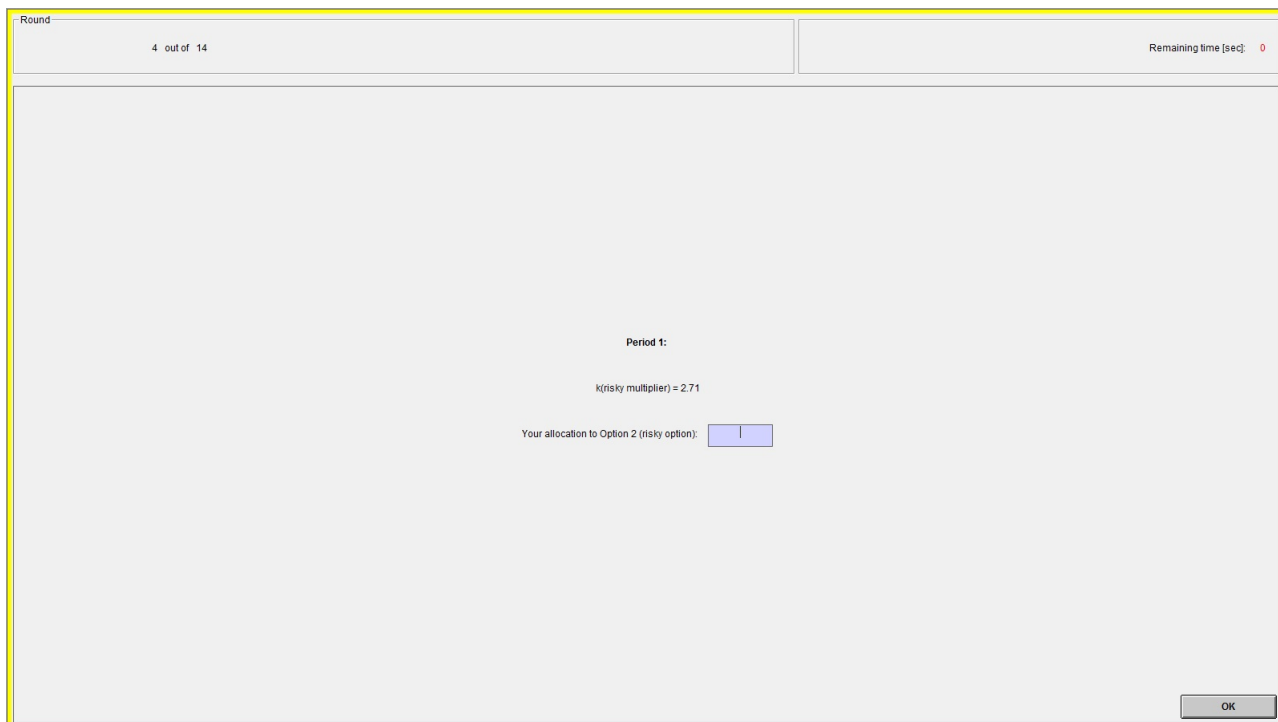 Round
4 out of 14
Remaining time [sec]: 0
Period 1:
k(risky multiplier) = 2.71
Your allocation to Option 2 (risky option):
OK